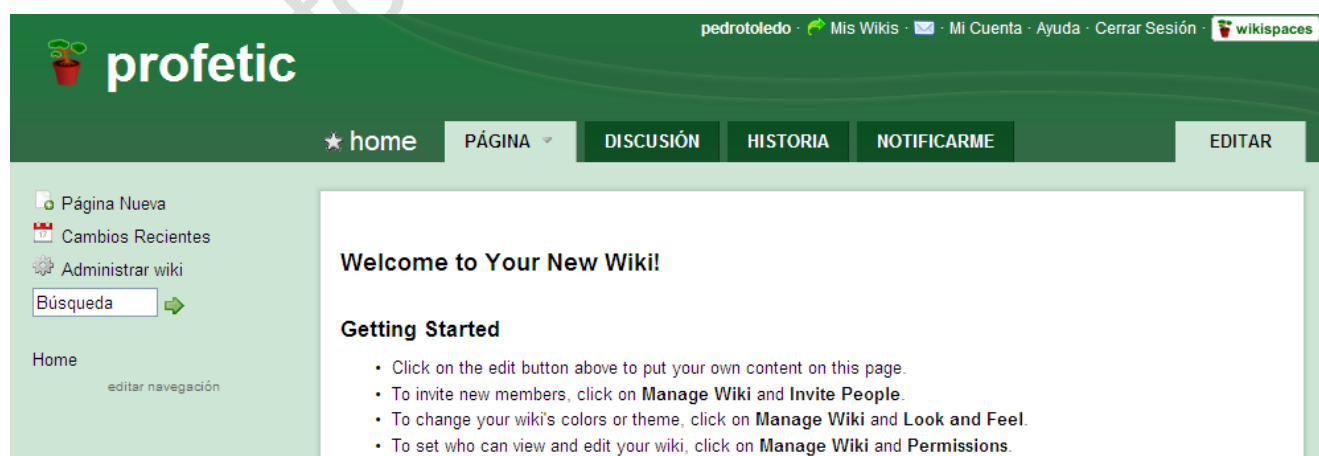 pedrotoledo · Mis Wikis · · Mi Cuenta · Ayuda · Cerrar Sesión · wikispaces
profetic
home PÁGINA DISCUSIÓN HISTORIA NOTIFICARME EDITAR
Página Nueva
Cambios Recientes
Administrar wiki
Búsqueda
Home
editar navegación
Welcome to Your New Wiki!
Getting Started
• Click on the edit button above to put your own content on this page.
• To invite new members, click on Manage Wiki and Invite People.
• To change your wiki's colors or theme, click on Manage Wiki and Look and Feel.
• To set who can view and edit your wiki, click on Manage Wiki and Permissions.